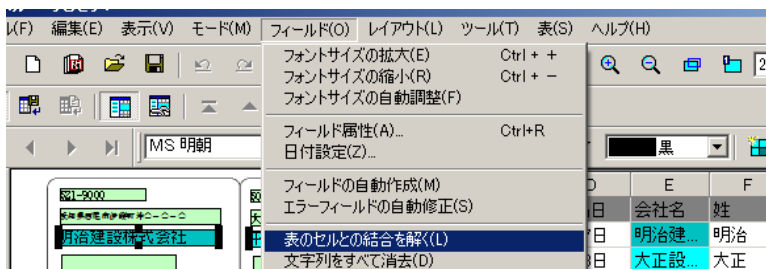 ル(F) 編集(E) 表示(V) モード(M) フィールド(O) レイアウト(L) ツール(T) 表(S) ヘルプ(H)
フォントサイズの拡大(E) Ctrl + +
フォントサイズの縮小(R) Ctrl + −
フォントサイズの自動調整(F)
フィールド属性(A)... Ctrl+R
日付設定(Z)...
フィールドの自動作成(M)
エラーフィールドの自動修正(S)
表のセルとの結合を解く(L)
文字列をすべて消去(D)
2
MS 明朝
黒
521-9000
明治建設株式会社
D E F
日 会社名 姓
日 明治建... 明治
日 大正設... 大正